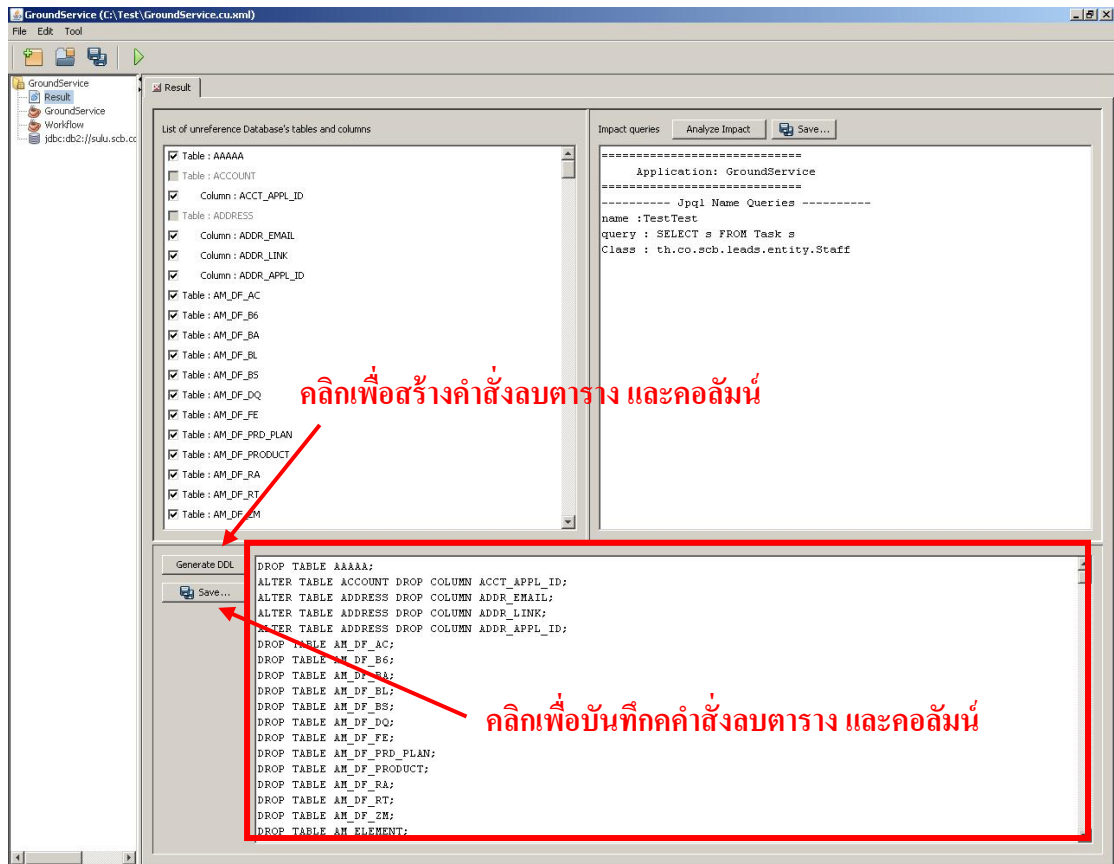 GroundService (C:\Test\GroundService.cu.xml)
File Edit Tool
GroundService
Result
GroundService
Workflow
jdbc:db2://sulu.scb.cc
Result
List of unreference Database's tables and columns
Table : AAAAA
Table : ACCOUNT
Column : ACCT_APPL_ID
Table : ADDRESS
Column : ADDR_EMAIL
Column : ADDR_LINK
Column : ADDR_APPL_ID
Table : AM_DF_AC
Table : AM_DF_B6
Table : AM_DF_BA
Table : AM_DF_BL
Table : AM_DF_BS
Table : AM_DF_DQ
Table : AM_DF_FE
Table : AM_DF_PRD_PLAN
Table : AM_DF_PRODUCT
Table : AM_DF_RA
Table : AM_DF_RT
Table : AM_DF_ZM
Impact queries Analyze Impact Save...
==============================
Application: GroundService
==============================
---------- Jpql Name Queries ----------
name :TestTest
query : SELECT s FROM Task s
Class : th.co.scb.leads.entity.Staff
คลิกเพื่อสร้างคำสั่งลบตาราง และคอลัมน์
Generate DDL
Save...
DROP TABLE AAAAA;
ALTER TABLE ACCOUNT DROP COLUMN ACCT_APPL_ID;
ALTER TABLE ADDRESS DROP COLUMN ADDR_EMAIL;
ALTER TABLE ADDRESS DROP COLUMN ADDR_LINK;
ALTER TABLE ADDRESS DROP COLUMN ADDR_APPL_ID;
DROP TABLE AM_DF_AC;
DROP TABLE AM_DF_B6;
DROP TABLE AM_DF_BA;
DROP TABLE AM_DF_BL;
DROP TABLE AM_DF_BS;
DROP TABLE AM_DF_DQ;
DROP TABLE AM_DF_FE;
DROP TABLE AM_DF_PRD_PLAN;
DROP TABLE AM_DF_PRODUCT;
DROP TABLE AM_DF_RA;
DROP TABLE AM_DF_RT;
DROP TABLE AM_DF_ZM;
DROP TABLE AM_ELEMENT;
คลิกเพื่อบันทึกคคำสั่งลบตาราง และคอลัมน์